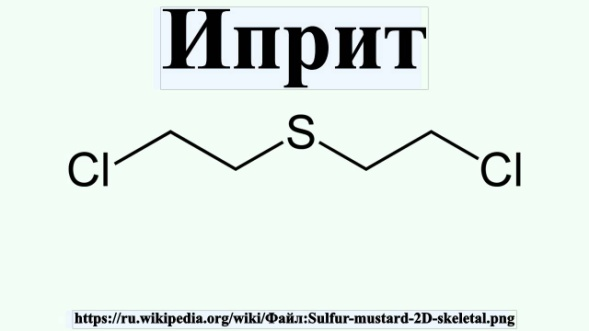 Иприт
S
Cl Cl
https://ru.wikipedia.org/wiki/Файл:Sulfur-mustard-2D-skeletal.png